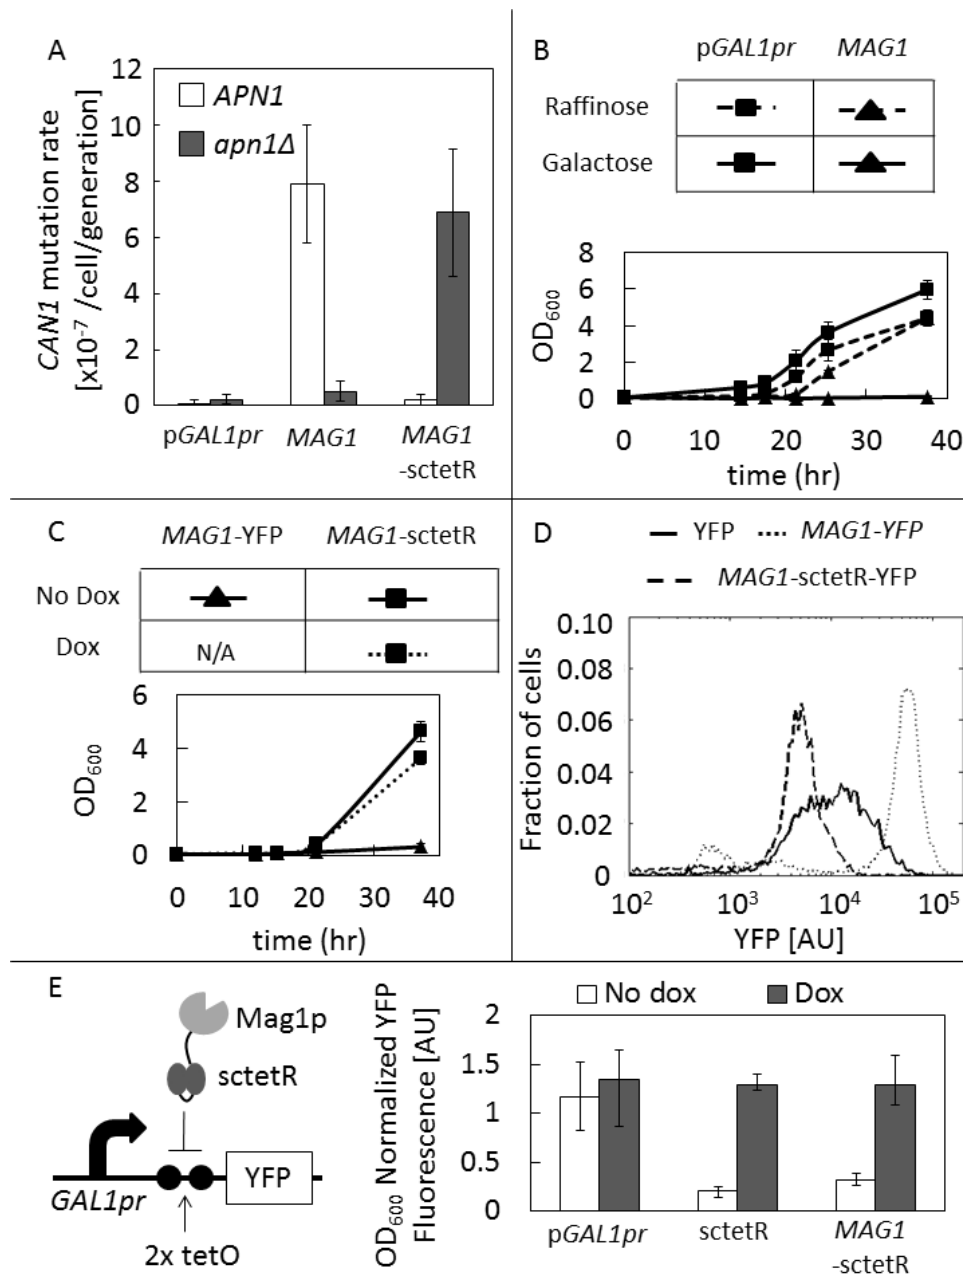 A
CAN1 mutation rate
[x10⁻⁷ /cell/generation]
12
10
8
6
4
2
0
APN1
apn1Δ
pGAL1pr
MAG1
MAG1
-sctetR
B
pGAL1pr MAG1
Raffinose
Galactose
OD₆₀₀
8
6
4
2
0
0 10 20 30 40
time (hr)
C
MAG1-YFP MAG1-sctetR
No Dox
Dox N/A
OD₆₀₀
6
4
2
0
0 10 20 30 40
time (hr)
D
YFP MAG1-YFP
MAG1-sctetR-YFP
Fraction of cells
0.10
0.08
0.06
0.04
0.02
0
10² 10³ 10⁴ 10⁵
YFP [AU]
E
Mag1p
sctetR
GAL1pr
YFP
2x tetO
OD₆₀₀ Normalized YFP
Fluorescence [AU]
No dox Dox
2
1.5
1
0.5
0
pGAL1pr
sctetR
MAG1
-sctetR